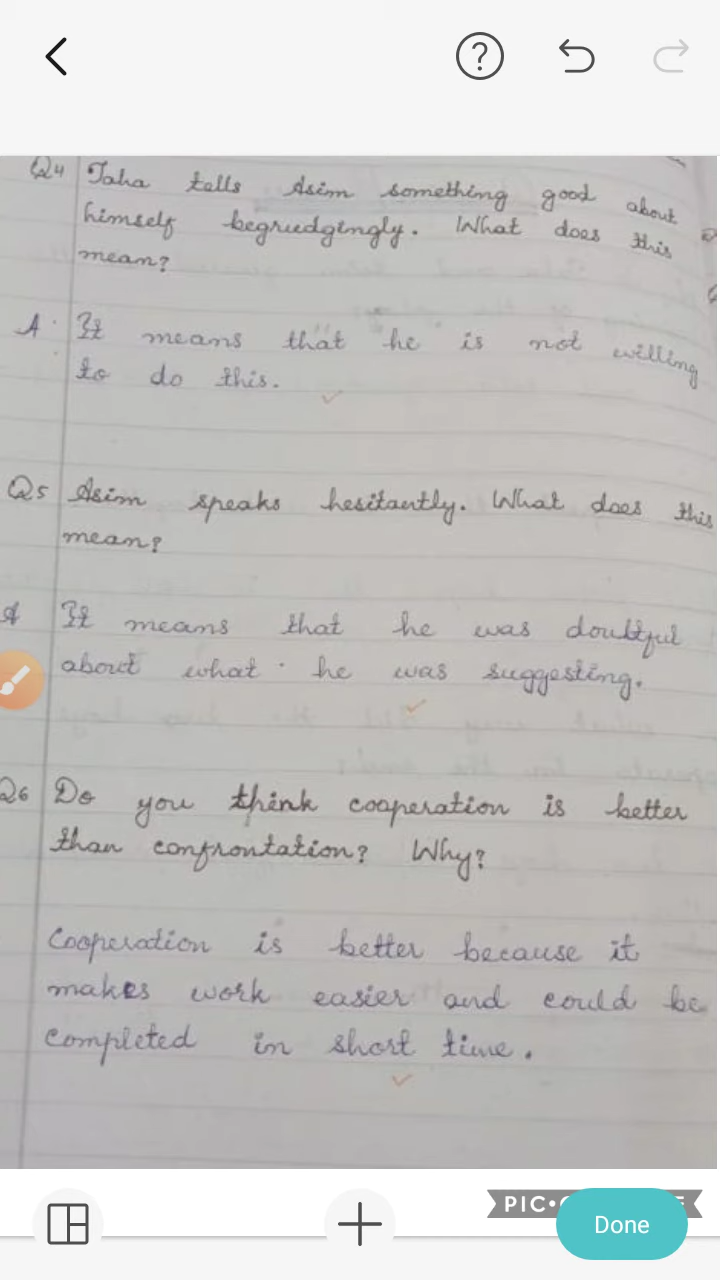 Q4 Taha tells Asim something good about
himself begrudgingly. What does this
mean?
A. It means that he is not willing
to do this.
Q5 Asim speaks hesitantly. What does this
mean?
A It means that he was doubtful
about what he was suggesting.
Q6 Do you think cooperation is better
than confrontation? Why?
Cooperation is better because it
makes work easier and could be
completed in short time.
PIC•
Done